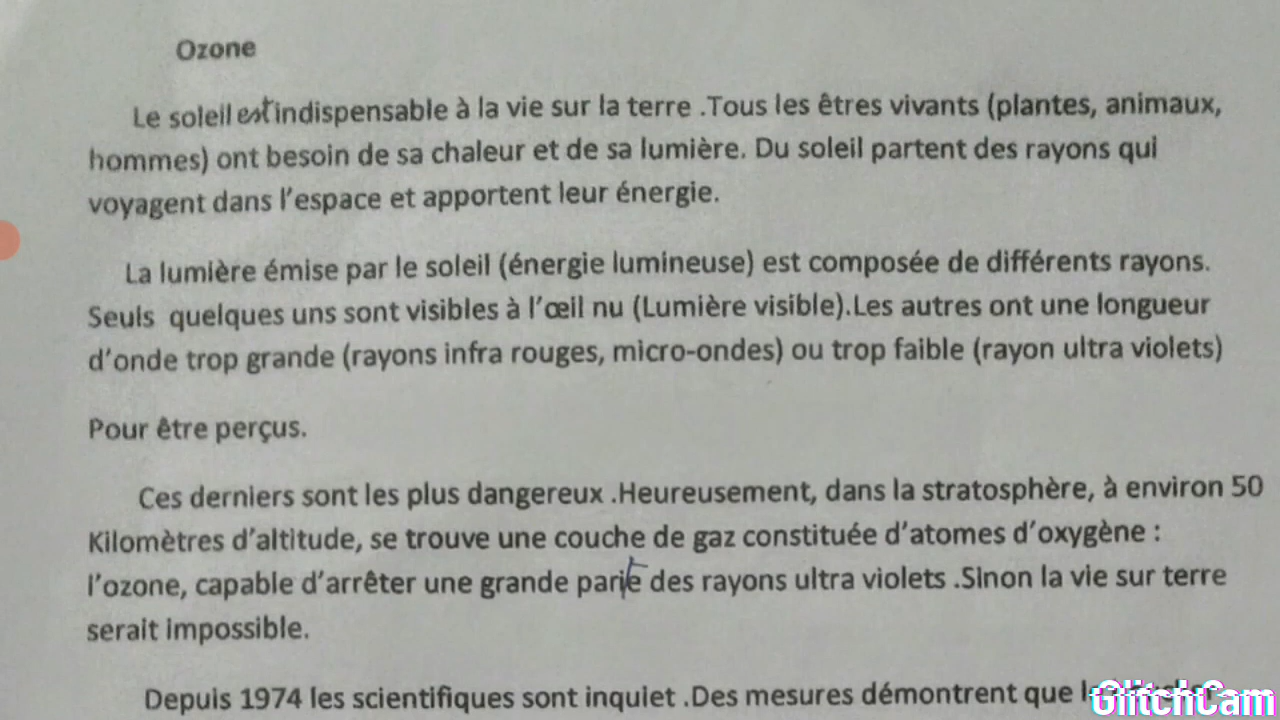 Ozone
Le soleil est indispensable à la vie sur la terre .Tous les êtres vivants (plantes, animaux,
hommes) ont besoin de sa chaleur et de sa lumière. Du soleil partent des rayons qui
voyagent dans l'espace et apportent leur énergie.
La lumière émise par le soleil (énergie lumineuse) est composée de différents rayons.
Seuls quelques uns sont visibles à l'œil nu (Lumière visible).Les autres ont une longueur
d'onde trop grande (rayons infra rouges, micro-ondes) ou trop faible (rayon ultra violets)
Pour être perçus.
Ces derniers sont les plus dangereux .Heureusement, dans la stratosphère, à environ 50
Kilomètres d'altitude, se trouve une couche de gaz constituée d'atomes d'oxygène :
l'ozone, capable d'arrêter une grande partie des rayons ultra violets .Sinon la vie sur terre
serait impossible.
Depuis 1974 les scientifiques sont inquiet .Des mesures démontrent que
GlitchCam